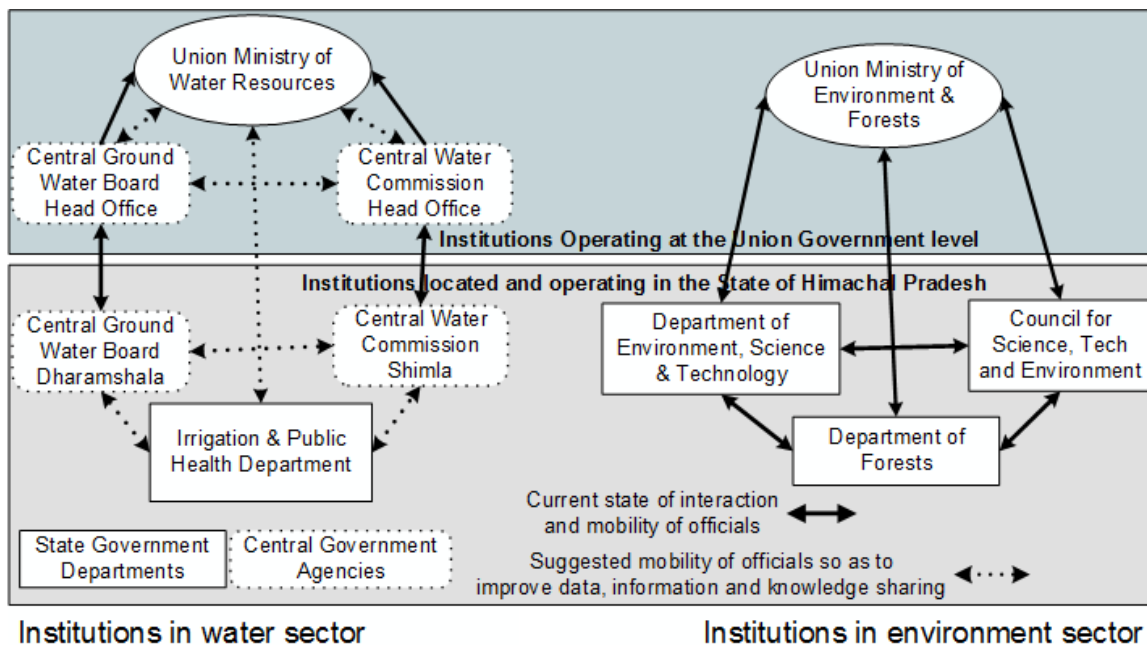 Union Ministry of
Water Resources
Union Ministry of
Environment &
Forests
Central Ground
Water Board
Head Office
Central Water
Commission
Head Office
Institutions Operating at the Union Government level
Institutions located and operating in the State of Himachal Pradesh
Central Ground
Water Board
Dharamshala
Central Water
Commission
Shimla
Department of
Environment, Science
& Technology
Council for
Science, Tech
and Environment
Irrigation & Public
Health Department
Department of
Forests
Current state of interaction
and mobility of officials
State Government
Departments
Central Government
Agencies
Suggested mobility of officials so as to
improve data, information and knowledge sharing
Institutions in water sector
Institutions in environment sector